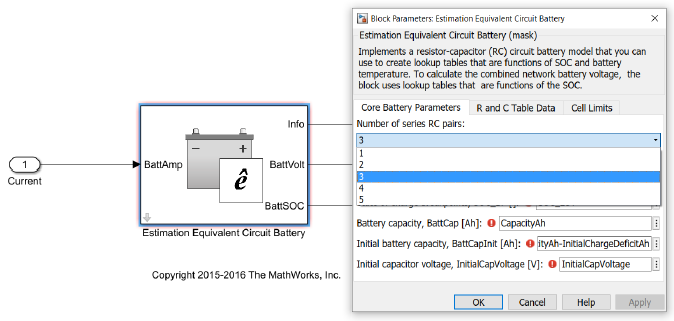 Block Parameters: Estimation Equivalent Circuit Battery
Estimation Equivalent Circuit Battery (mask)
Implements a resistor-capacitor (RC) circuit battery model that you can
use to create lookup tables that are functions of SOC and battery
temperature. To calculate the combined network battery voltage, the
block uses lookup tables that are functions of the SOC.
Core Battery Parameters R and C Table Data Cell Limits
Number of series RC pairs:
3
1
2
3
4
5
Battery capacity, BattCap [Ah]: CapacityAh
Initial battery capacity, BattCapInit [Ah]: ityAh-InitialChargeDeficitAh
Initial capacitor voltage, InitialCapVoltage [V]: InitialCapVoltage
OK Cancel Help Apply
1
Current
BattAmp
Info
BattVolt
BattSOC
− +
ê
Estimation Equivalent Circuit Battery
Copyright 2015-2016 The MathWorks, Inc.